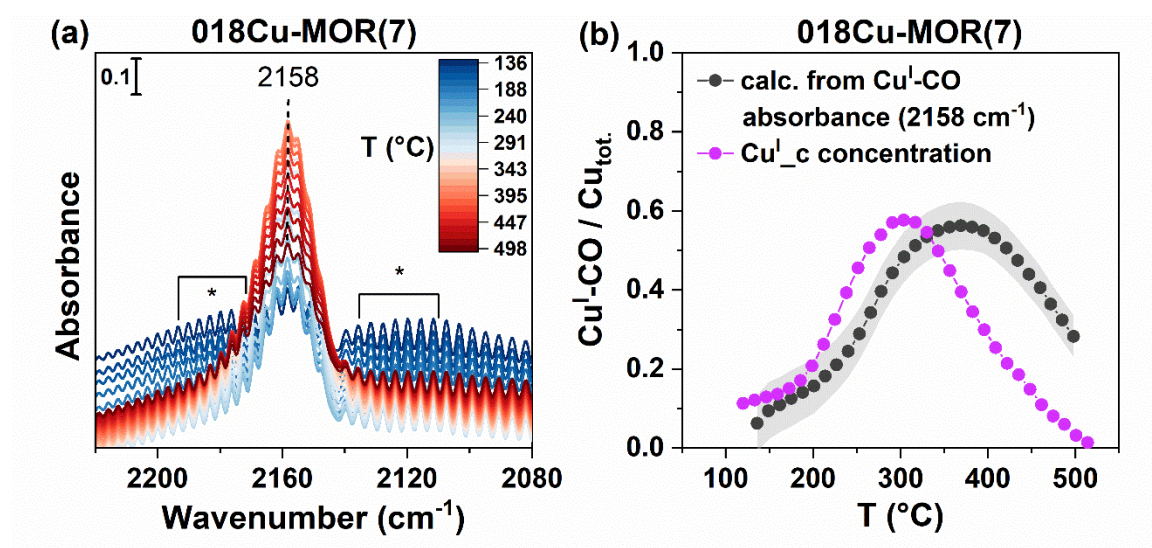 (a)
018Cu-MOR(7)
0.1
2158
T (°C)
136
188
240
291
343
395
447
498
*
*
Absorbance
2200
2160
2120
2080
Wavenumber (cm⁻¹)
(b)
018Cu-MOR(7)
calc. from Cuᴵ-CO
absorbance (2158 cm⁻¹)
Cuᴵ_c concentration
Cuᴵ-CO / Cu_tot.
1.0
0.8
0.6
0.4
0.2
0.0
100
200
300
400
500
T (°C)